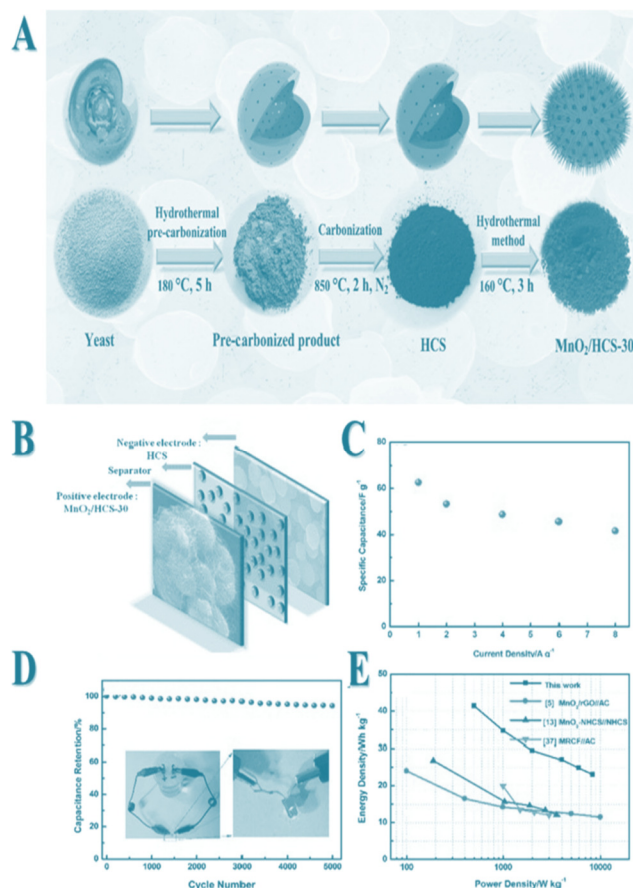 A
Hydrothermal
pre-carbonization
180 °C, 5 h
Carbonization
850 °C, 2 h, N2
Hydrothermal
method
160 °C, 3 h
Yeast
Pre-carbonized product
HCS
MnO2/HCS-30
B
Negative electrode :
HCS
Separator
Positive electrode :
MnO2/HCS-30
C
Specific Capacitance/F g-1
80
60
40
20
0
0 1 2 3 4 5 6 7 8
Current Density/A g-1
D
Capacitance Retention/%
120
100
80
60
40
20
0
0 1000 2000 3000 4000 5000
Cycle Number
E
Energy Density/Wh kg-1
50
40
30
20
10
0
This work
[5] MnO2/rGO//AC
[13] MnO2-NHCS//NHCS
[37] MRCF//AC
100 1000 10000
Power Density/W kg-1